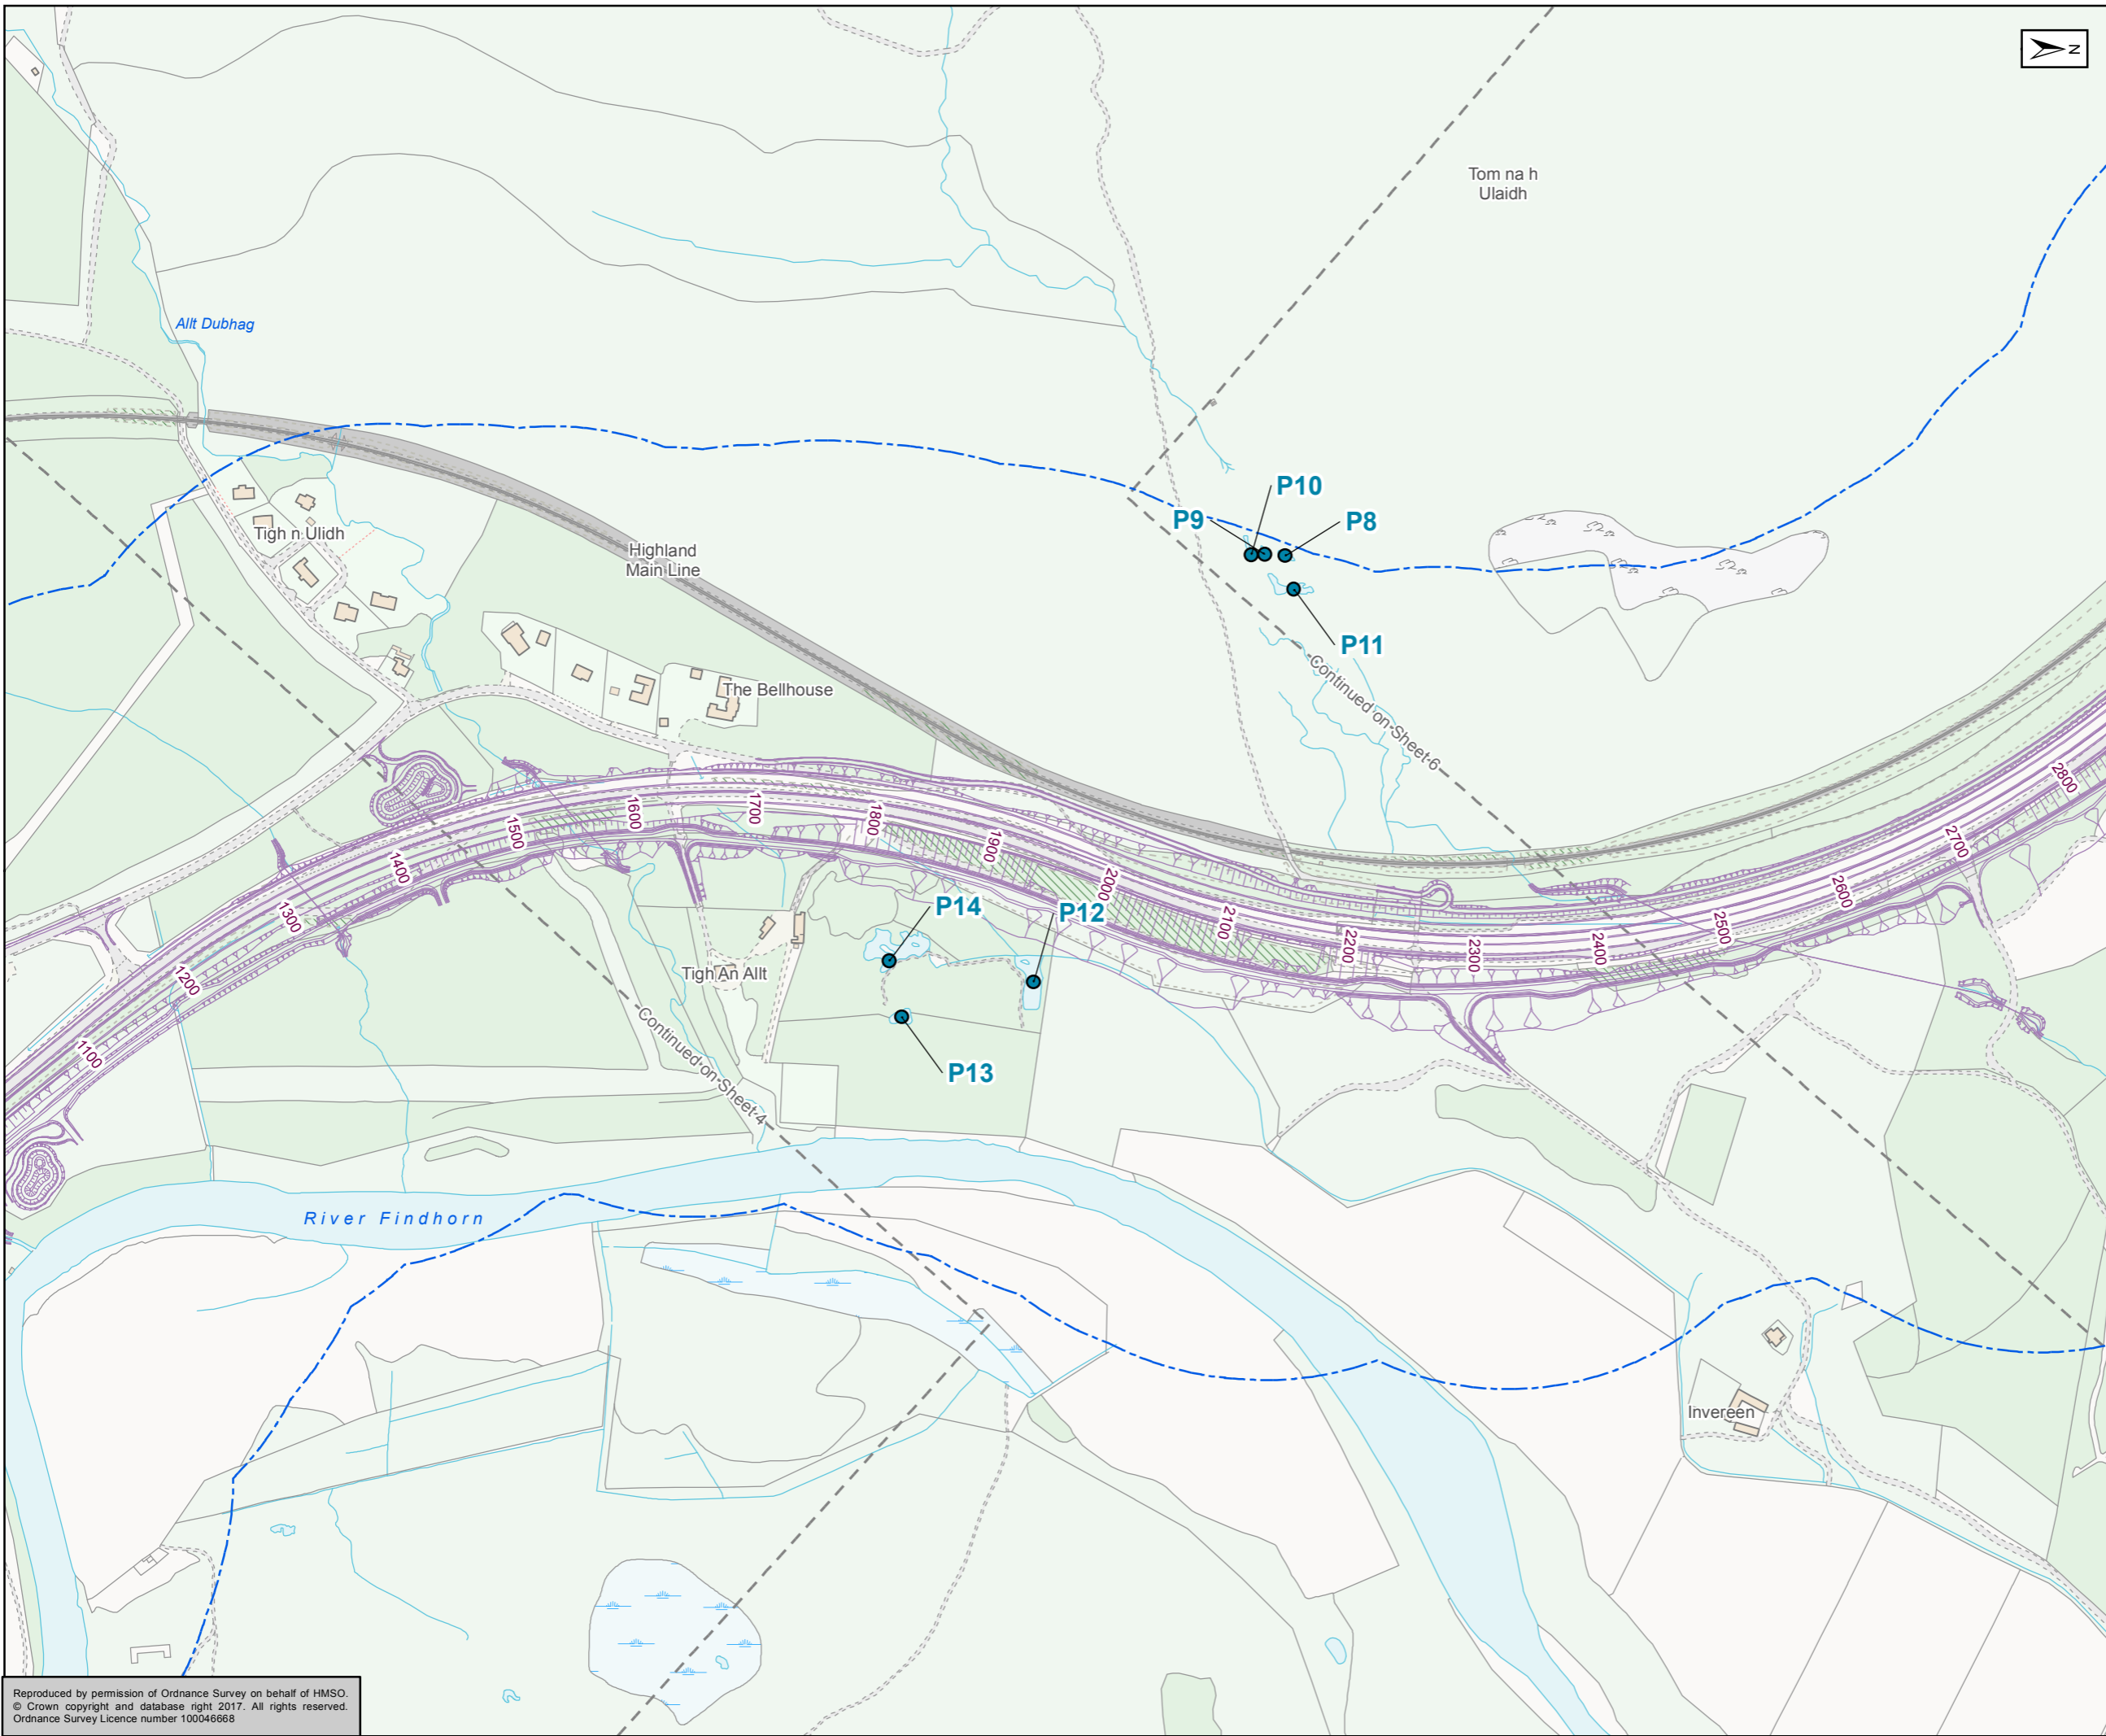 N
Tom na h
Ulaidh
Allt Dubhag
P10
P9
P8
Tigh n Ulidh
Highland
Main Line
P11
Continued on Sheet 6
The Bellhouse
2800
1700
1600
1800
1500
1900
2700
1400
2000
2600
P14
P12
1300
2100
2500
2200
2300
2400
1200
Tigh An Allt
1100
Continued on Sheet 4
P13
River Findhorn
Invereen
Reproduced by permission of Ordnance Survey on behalf of HMSO.
© Crown copyright and database right 2017. All rights reserved.
Ordnance Survey Licence number 100046668